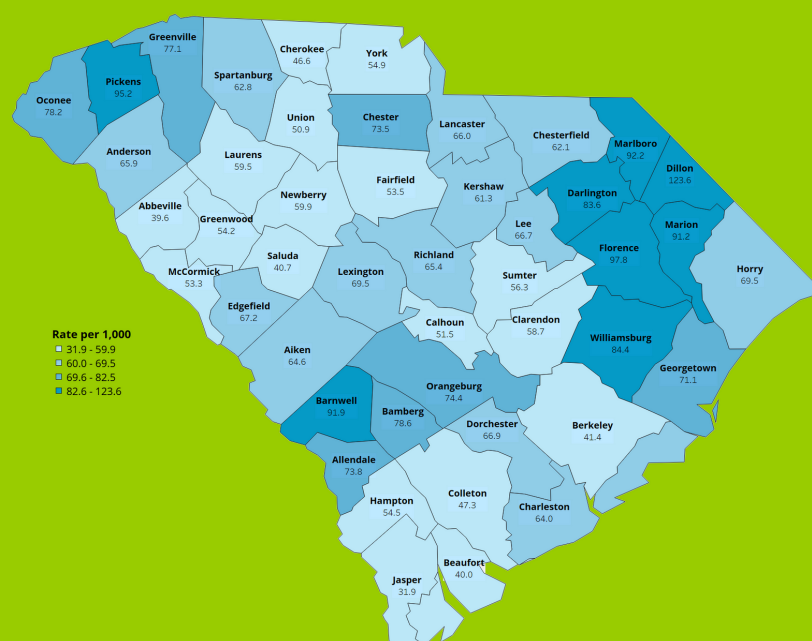 Greenville
77.1
Cherokee
46.6
York
54.9
Spartanburg
62.8
Pickens
95.2
Oconee
78.2
Union
50.9
Chester
73.5
Lancaster
66.0
Chesterfield
62.1
Marlboro
92.2
Anderson
65.9
Laurens
59.5
Dillon
123.6
Fairfield
53.5
Kershaw
61.3
Darlington
83.6
Newberry
59.9
Abbeville
39.6
Greenwood
54.2
Lee
66.7
Marion
91.2
Florence
97.8
Saluda
40.7
Richland
65.4
McCormick
53.3
Lexington
69.5
Sumter
56.3
Horry
69.5
Edgefield
67.2
Calhoun
51.5
Clarendon
58.7
Rate per 1,000
31.9 - 59.9
60.0 - 69.5
69.6 - 82.5
82.6 - 123.6
Aiken
64.6
Williamsburg
84.4
Georgetown
71.1
Orangeburg
74.4
Barnwell
91.9
Bamberg
78.6
Dorchester
66.9
Berkeley
41.4
Allendale
73.8
Hampton
54.5
Colleton
47.3
Charleston
64.0
Beaufort
40.0
Jasper
31.9